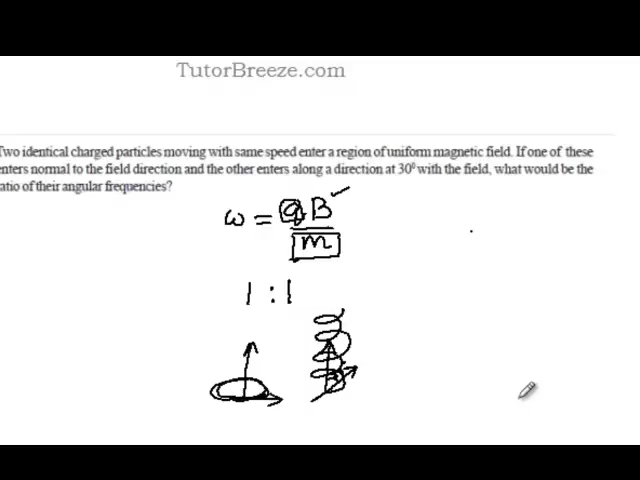 TutorBreeze.com
Two identical charged particles moving with same speed enter a region of uniform magnetic field. If one of these
enters normal to the field direction and the other enters along a direction at 30⁰ with the field, what would be the
ratio of their angular frequencies?
ω = qB
m
1 : 1